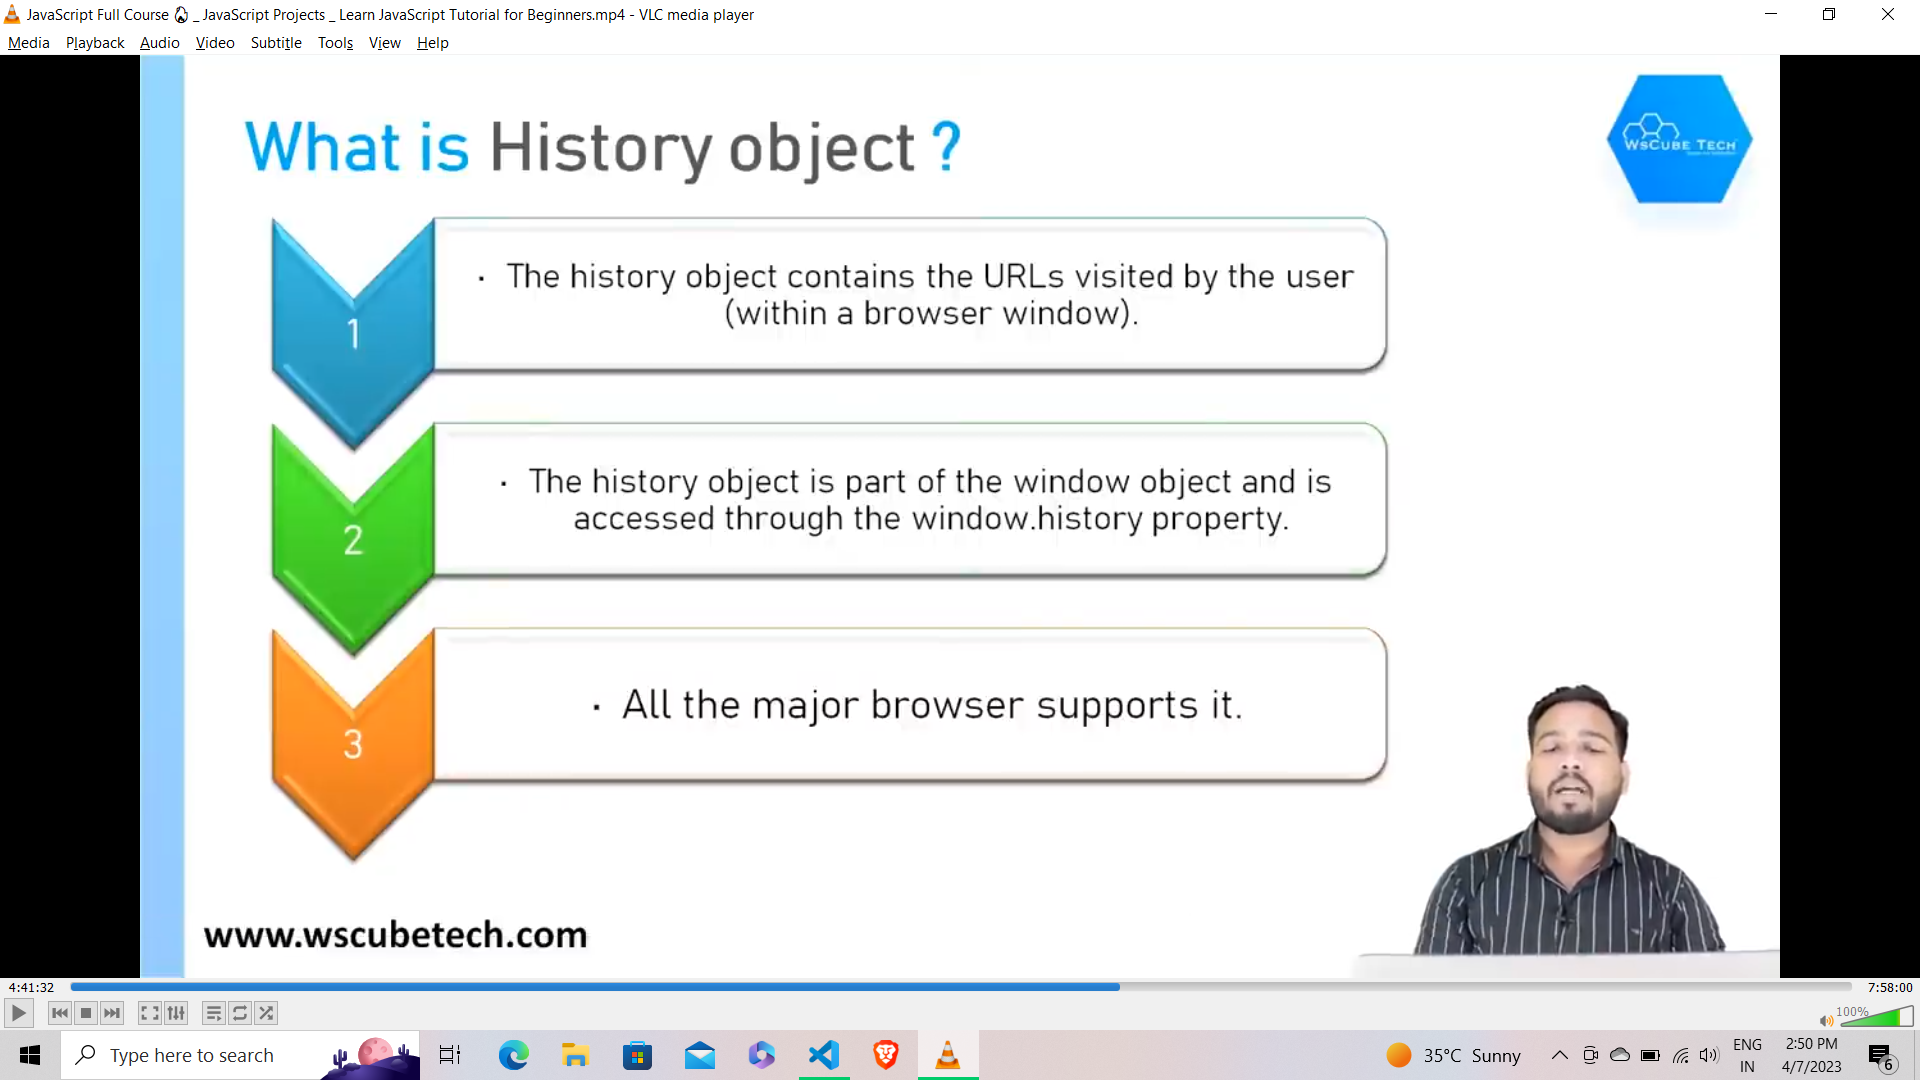 JavaScript Full Course _ JavaScript Projects _ Learn JavaScript Tutorial for Beginners.mp4 - VLC media player
Media Playback Audio Video Subtitle Tools View Help
What is History object ?
WsCube Tech
1
· The history object contains the URLs visited by the user
(within a browser window).
2
· The history object is part of the window object and is
accessed through the window.history property.
3
· All the major browser supports it.
www.wscubetech.com
4:41:32
7:58:00
100%
Type here to search
35°C Sunny
ENG
IN
2:50 PM
4/7/2023
6